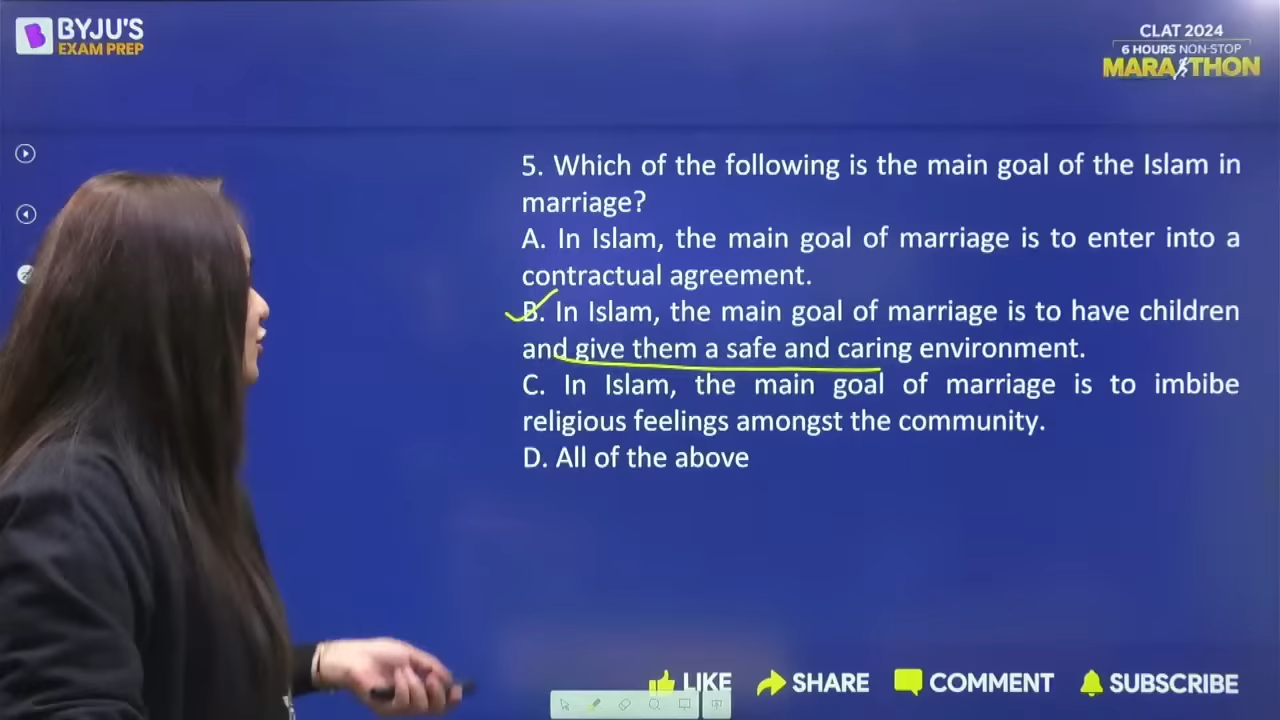 BYJU'S
EXAM PREP
CLAT 2024
6 HOURS NON-STOP
MARATHON
5. Which of the following is the main goal of the Islam in
marriage?
A. In Islam, the main goal of marriage is to enter into a
contractual agreement.
B. In Islam, the main goal of marriage is to have children
and give them a safe and caring environment.
C. In Islam, the main goal of marriage is to imbibe
religious feelings amongst the community.
D. All of the above
LIKE
SHARE
COMMENT
SUBSCRIBE